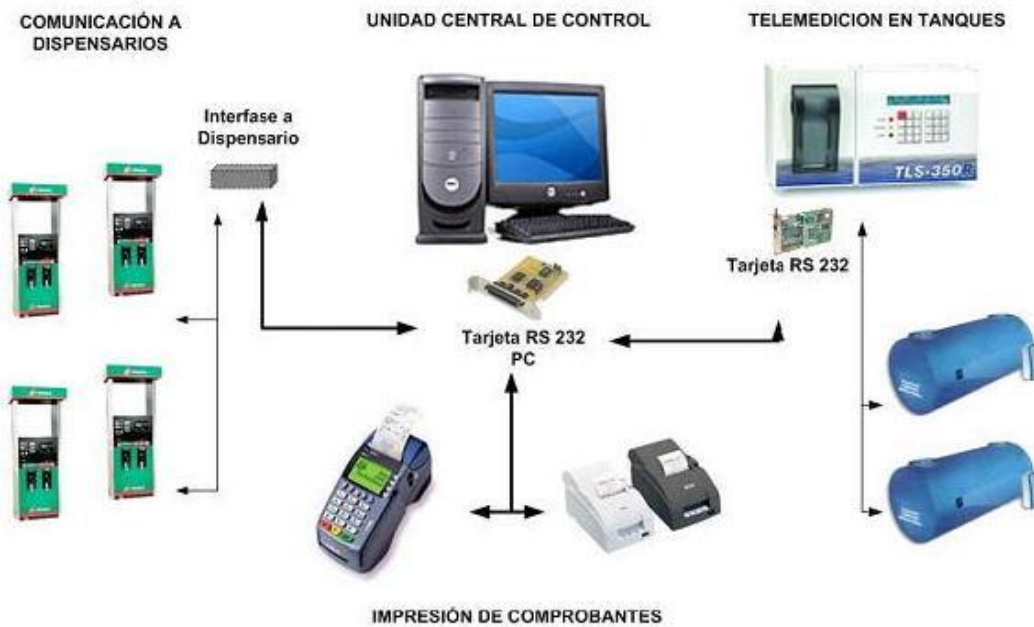 COMUNICACIÓN A
DISPENSARIOS
UNIDAD CENTRAL DE CONTROL
TELEMEDICION EN TANQUES
Interfase a
Dispensario
TLS-350R
Tarjeta RS 232
Tarjeta RS 232
PC
IMPRESIÓN DE COMPROBANTES